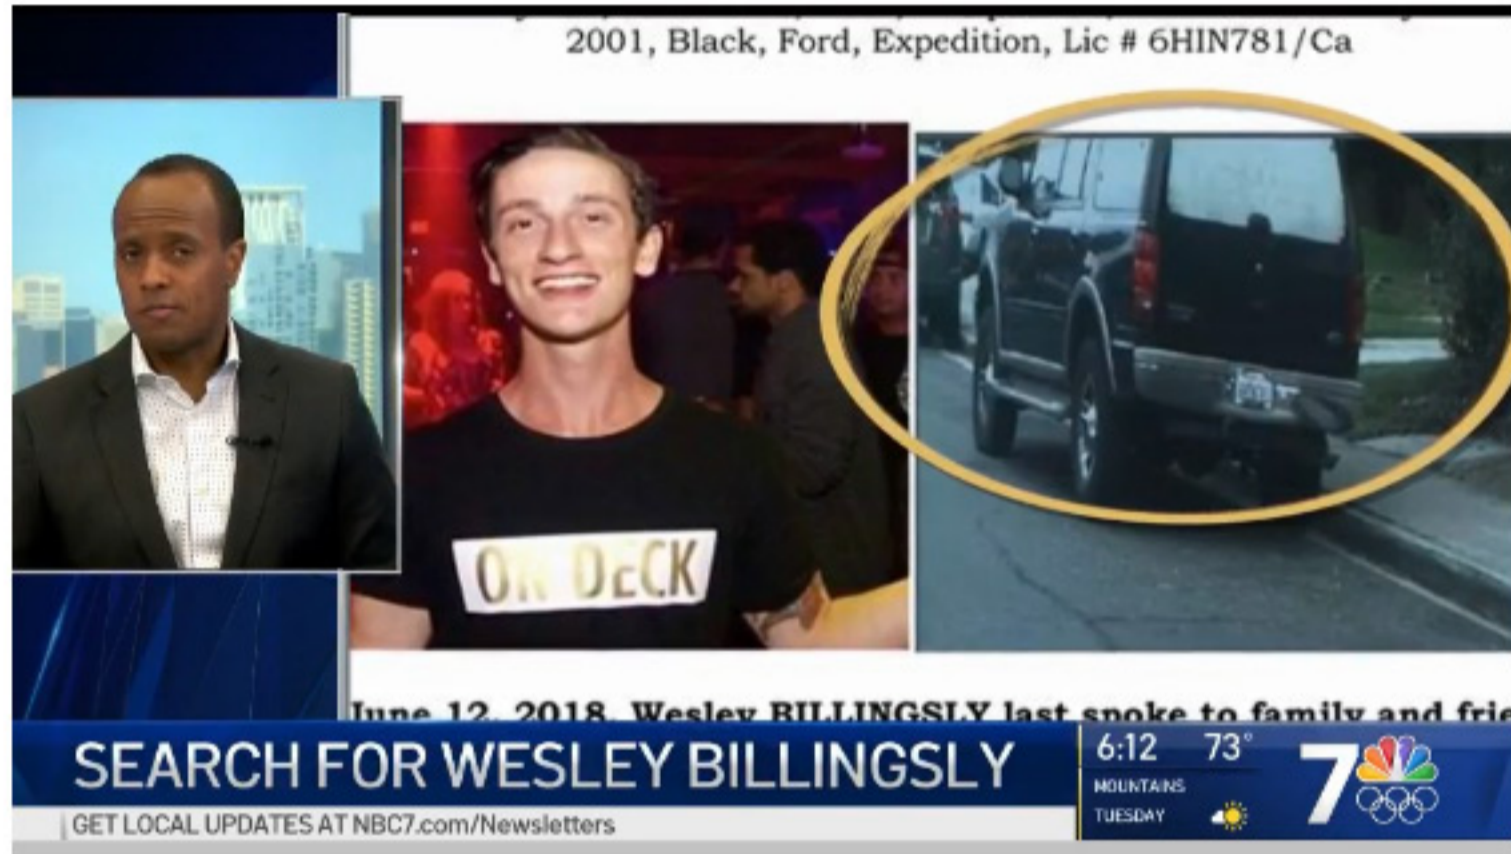 2001, Black, Ford, Expedition, Lic # 6HIN781/Ca
ON DECK
June 12, 2018, Wesley BILLINGSLY last spoke to family and frie
SEARCH FOR WESLEY BILLINGSLY
6:12 73°
MOUNTAINS
TUESDAY
7
GET LOCAL UPDATES AT NBC7.com/Newsletters